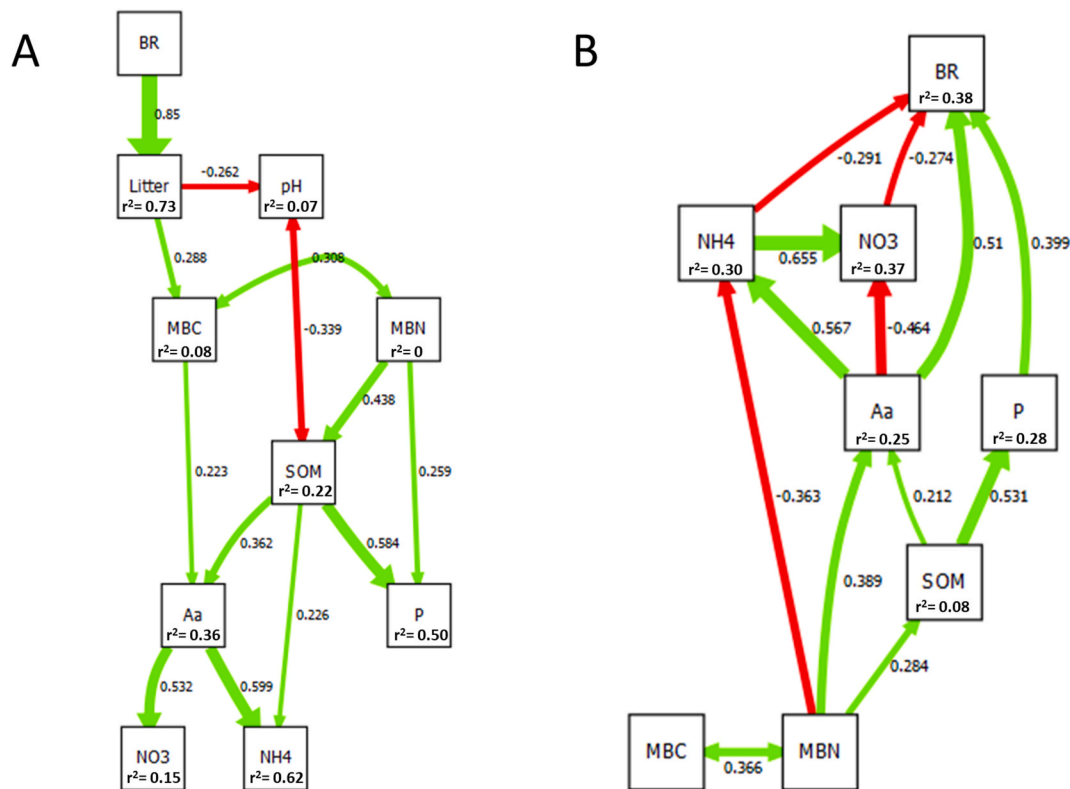 A
BR
0.85
Litter
r²= 0.73
-0.262
pH
r²= 0.07
0.288
0.308
MBC
r²= 0.08
-0.339
MBN
r²= 0
0.438
SOM
r²= 0.22
0.223
0.259
0.362
0.584
0.226
Aa
r²= 0.36
P
r²= 0.50
0.532
0.599
NO3
r²= 0.15
NH4
r²= 0.62
B
BR
r²= 0.38
-0.291
-0.274
NH4
r²= 0.30
0.655
NO3
r²= 0.37
0.51
0.399
0.567
-0.464
Aa
r²= 0.25
P
r²= 0.28
-0.363
0.212
0.531
0.389
SOM
r²= 0.08
0.284
MBC
0.366
MBN